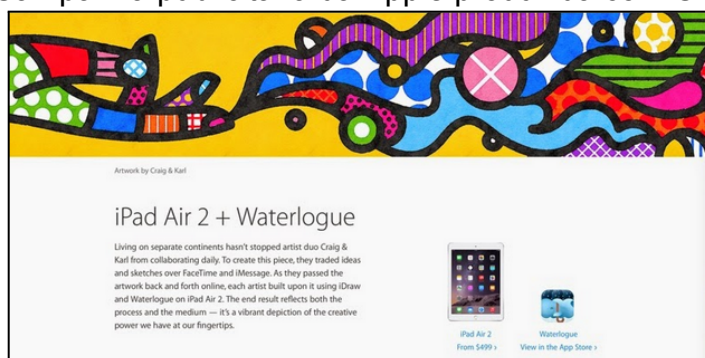 Artwork by Craig & Karl
iPad Air 2 + Waterlogue
Living on separate continents hasn't stopped artist duo Craig &
Karl from collaborating daily. To create this piece, they traded ideas
and sketches over FaceTime and iMessage. As they passed the
artwork back and forth online, each artist built upon it using iDraw
and Waterlogue on iPad Air 2. The end result reflects both the
process and the medium — it's a vibrant depiction of the creative
power we have at our fingertips.
iPad Air 2
From $499 ›
Waterlogue
View in the App Store ›